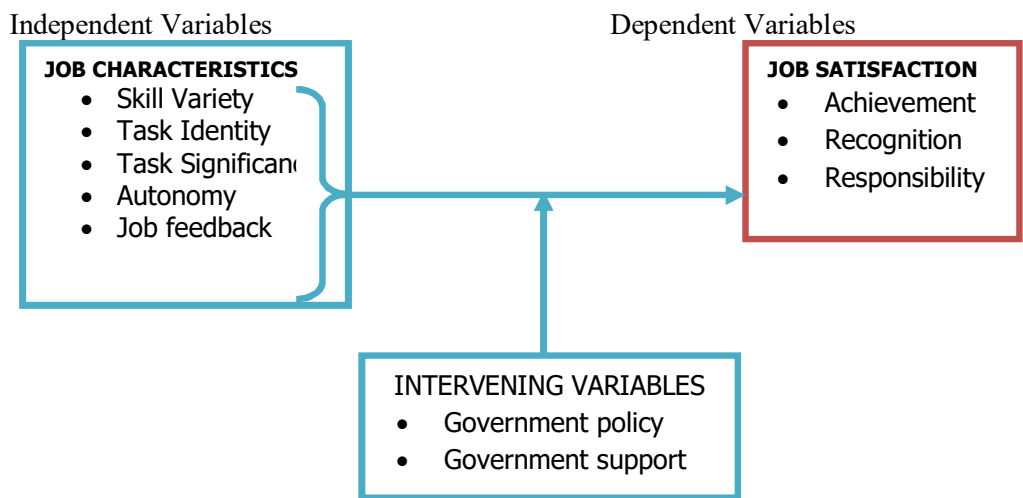 Independent Variables
Dependent Variables
JOB CHARACTERISTICS
• Skill Variety
• Task Identity
• Task Significanc
• Autonomy
• Job feedback
JOB SATISFACTION
• Achievement
• Recognition
• Responsibility
INTERVENING VARIABLES
• Government policy
• Government support